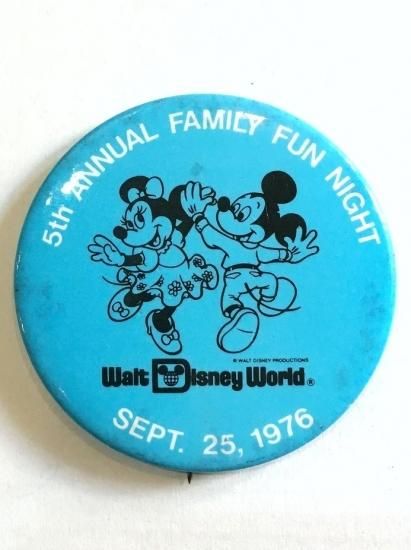 5th ANNUAL FAMILY FUN NIGHT
© WALT DISNEY PRODUCTIONS
Walt Disney World®
SEPT. 25, 1976